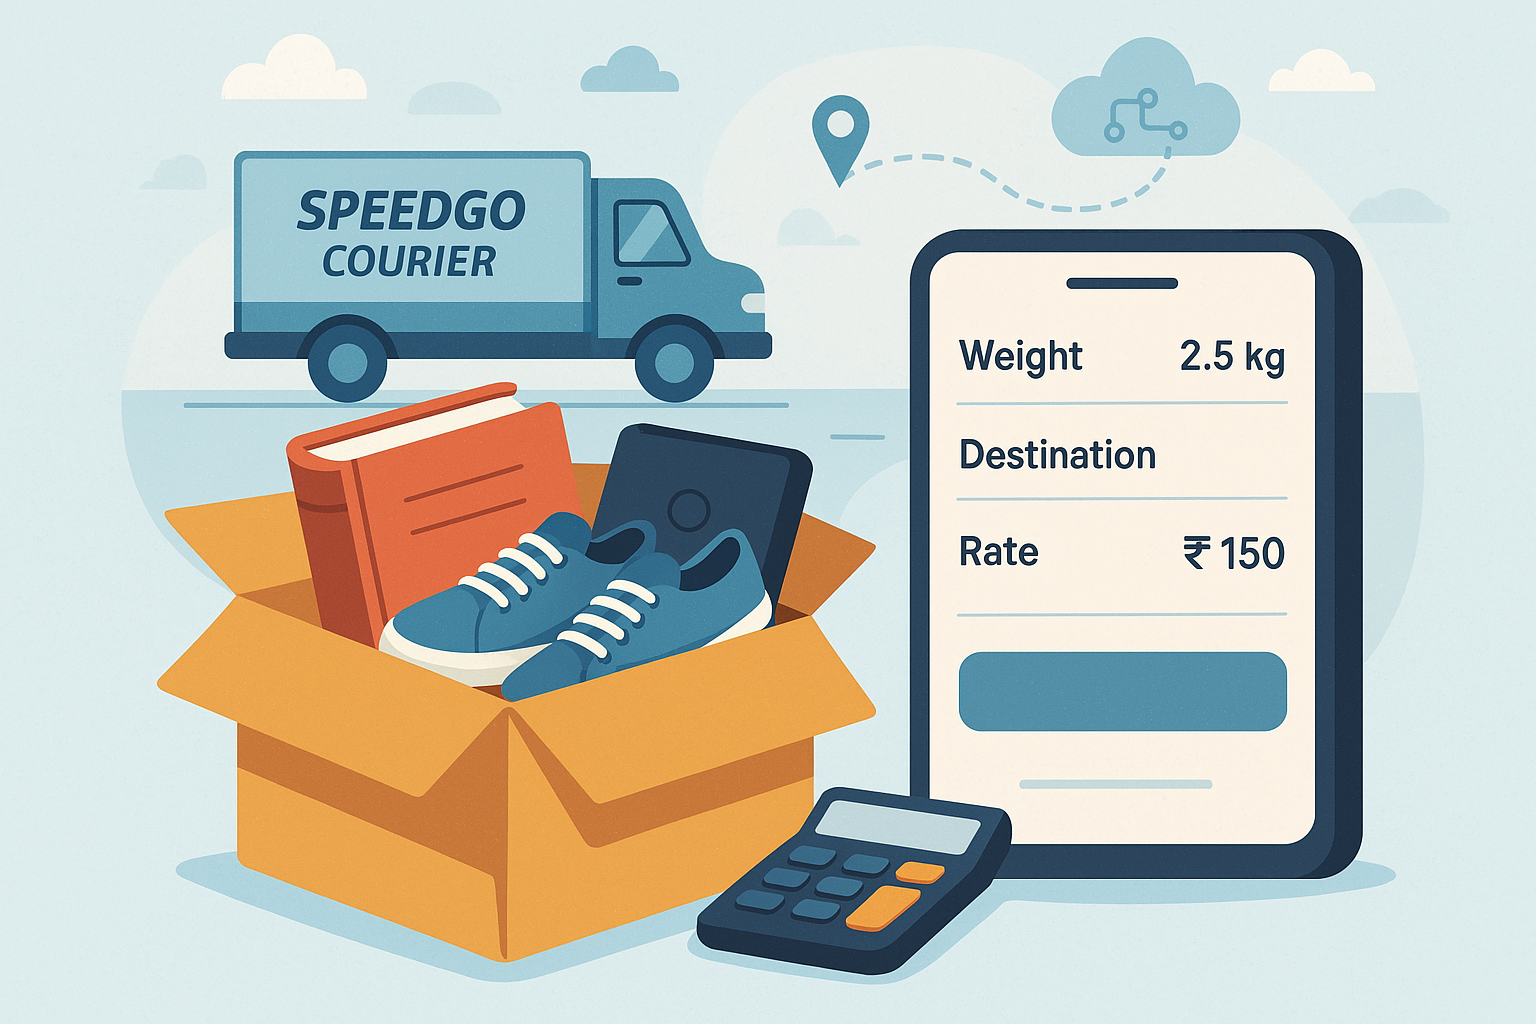 SPEEDGO
COURIER
Weight 2.5 kg
Destination
Rate ₹ 150